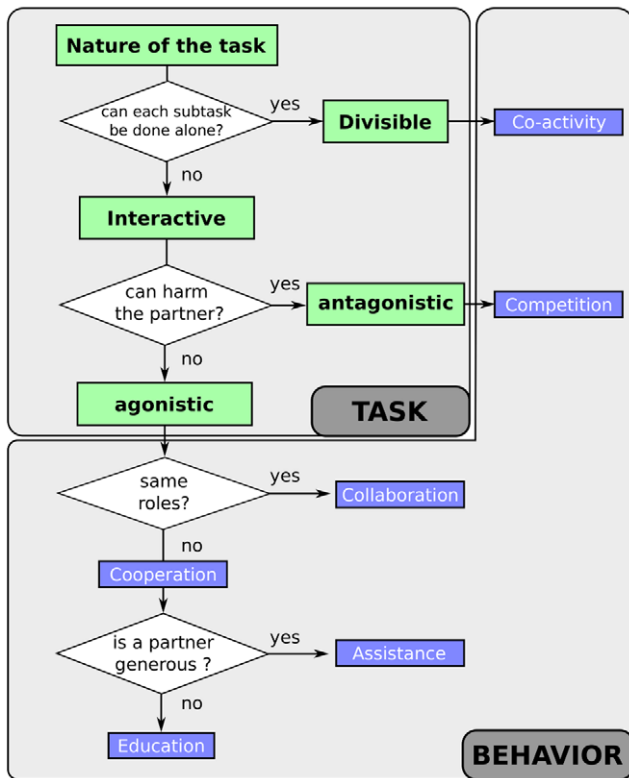 Nature of the task
can each subtask
be done alone?
yes
Divisible
Co-activity
no
Interactive
can harm
the partner?
yes
antagonistic
Competition
no
agonistic
TASK
same
roles?
yes
Collaboration
no
Cooperation
is a partner
generous ?
yes
Assistance
no
Education
BEHAVIOR